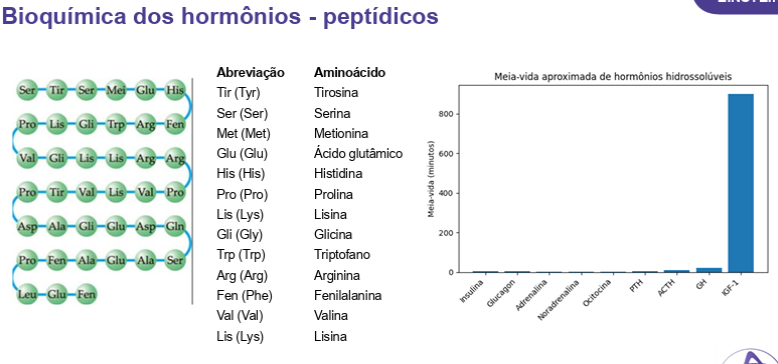 Bioquímica dos hormônios - peptídicos
Ser Tir Ser Mei Glu His
Pro Lis Gli Trp Arg Fen
Val Gli Lis Lis Arg Arg
Pro Tir Val Lis Val Pro
Asp Ala Gli Glu Asp Gln
Pro Fen Ala Glu Ala Ser
Leu Glu Fen
Abreviação Aminoácido
Tir (Tyr) Tirosina
Ser (Ser) Serina
Met (Met) Metionina
Glu (Glu) Ácido glutâmico
His (His) Histidina
Pro (Pro) Prolina
Lis (Lys) Lisina
Gli (Gly) Glicina
Trp (Trp) Triptofano
Arg (Arg) Arginina
Fen (Phe) Fenilalanina
Val (Val) Valina
Lis (Lys) Lisina
Meia-vida aproximada de hormônios hidrossolúveis
Meia-vida (minutos)
800
600
400
200
0
Insulina
Glucagon
Adrenalina
Noradrenalina
Ocitocina
PTH
ACTH
GH
IGF-1